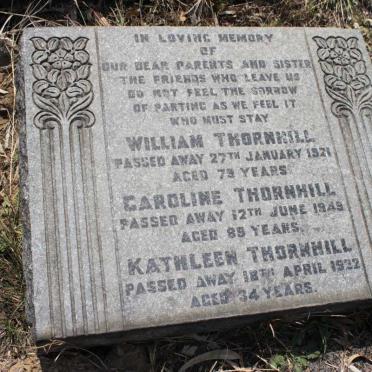 IN LOVING MEMORY
OF
OUR DEAR PARENTS AND SISTER
THE FRIENDS WHO LEAVE US
DO NOT FEEL THE SORROW
OF PARTING AS WE FEEL IT
WHO MUST STAY
WILLIAM THORNHILL
PASSED AWAY 27TH JANUARY 1921
AGED 79 YEARS
CAROLINE THORNHILL
PASSED AWAY 12TH JUNE 1949
AGED 89 YEARS.
KATHLEEN THORNHILL
PASSED AWAY 18TH APRIL 1932
AGED 34 YEARS.